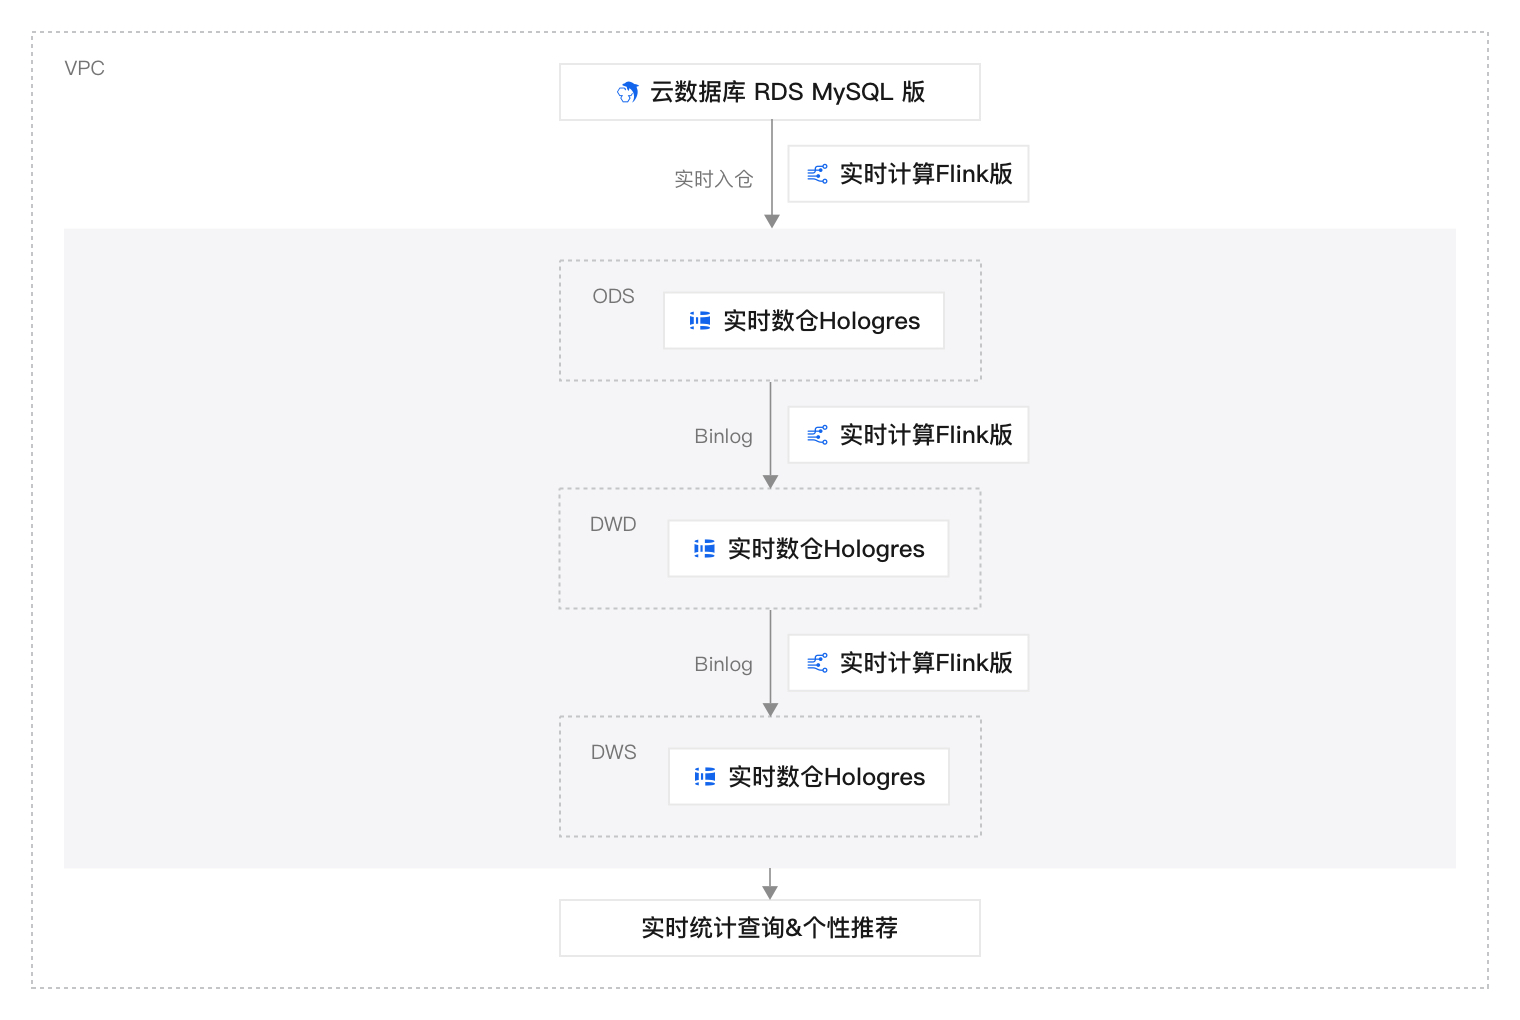 VPC
云数据库 RDS MySQL 版
实时入仓
实时计算Flink版
ODS
实时数仓Hologres
Binlog
实时计算Flink版
DWD
实时数仓Hologres
Binlog
实时计算Flink版
DWS
实时数仓Hologres
实时统计查询&个性推荐